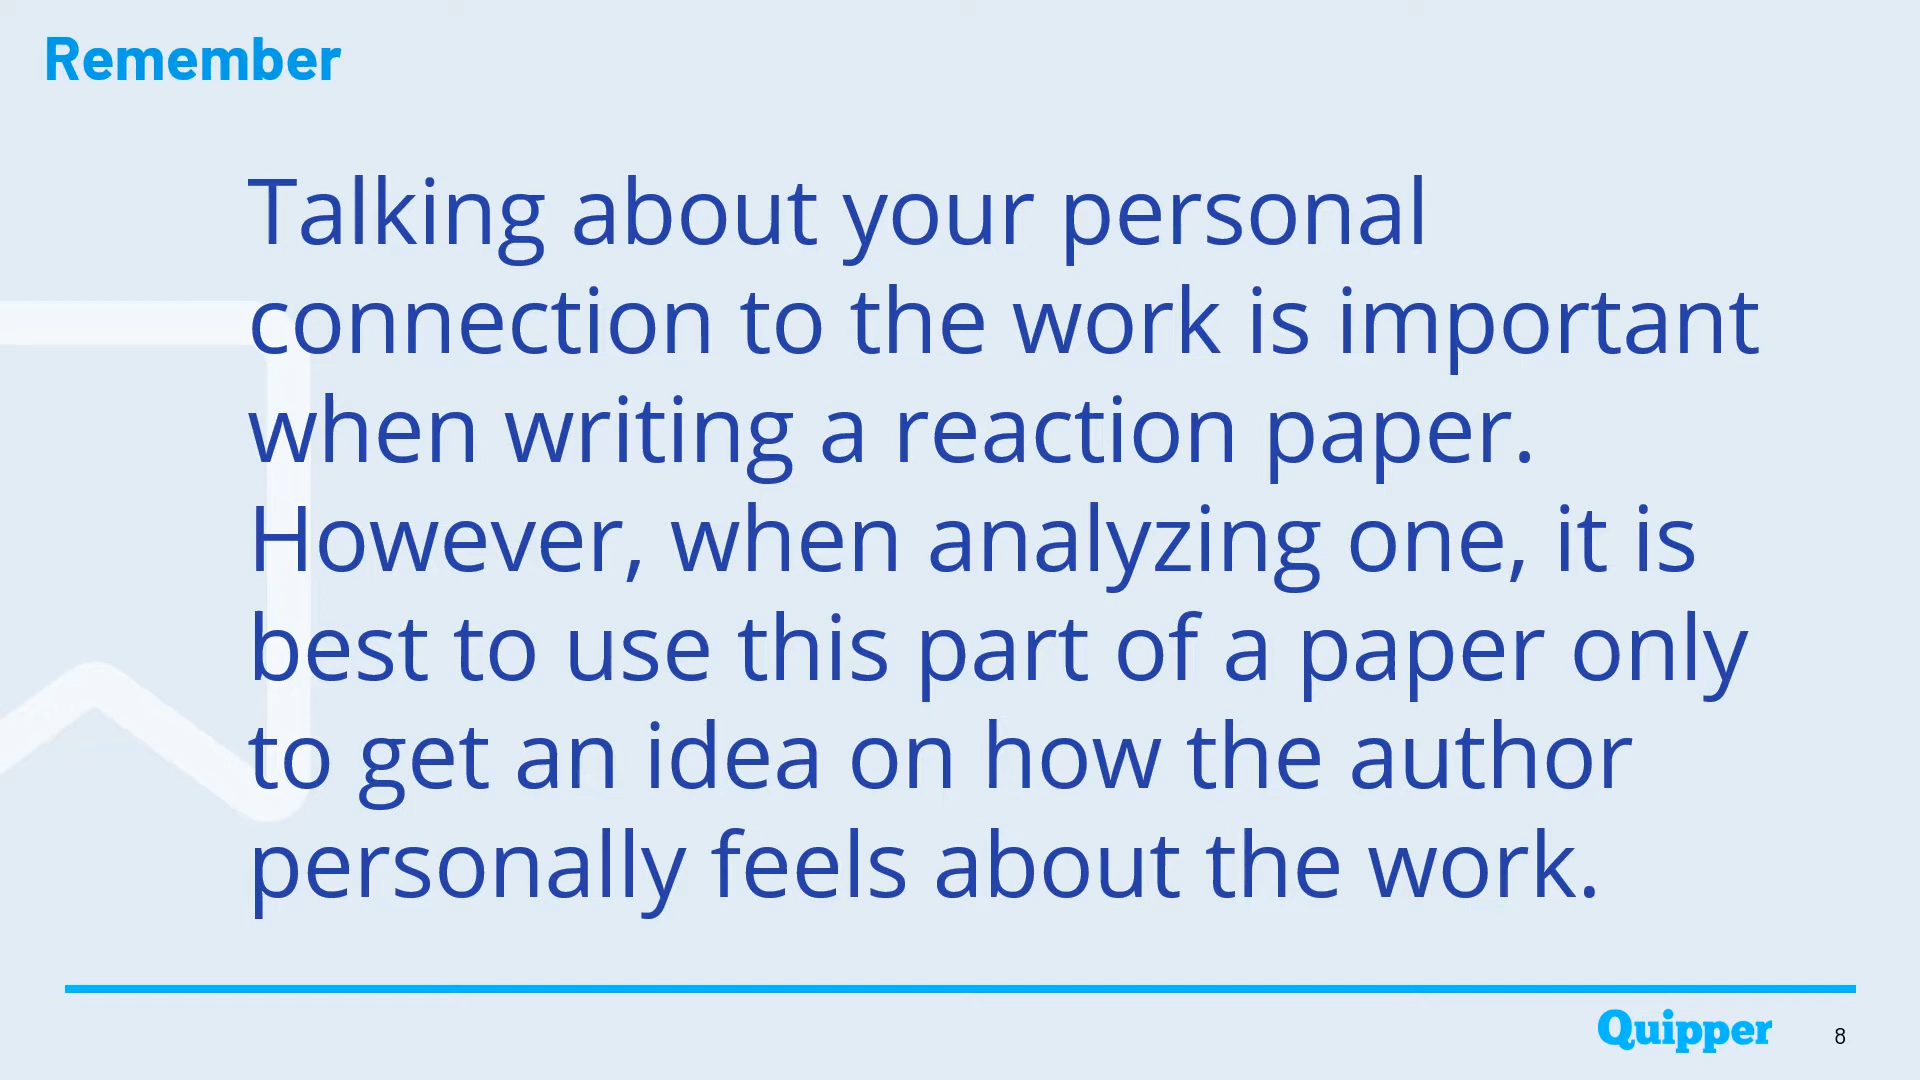 Remember
Talking about your personal
connection to the work is important
when writing a reaction paper.
However, when analyzing one, it is
best to use this part of a paper only
to get an idea on how the author
personally feels about the work.
Quipper
8